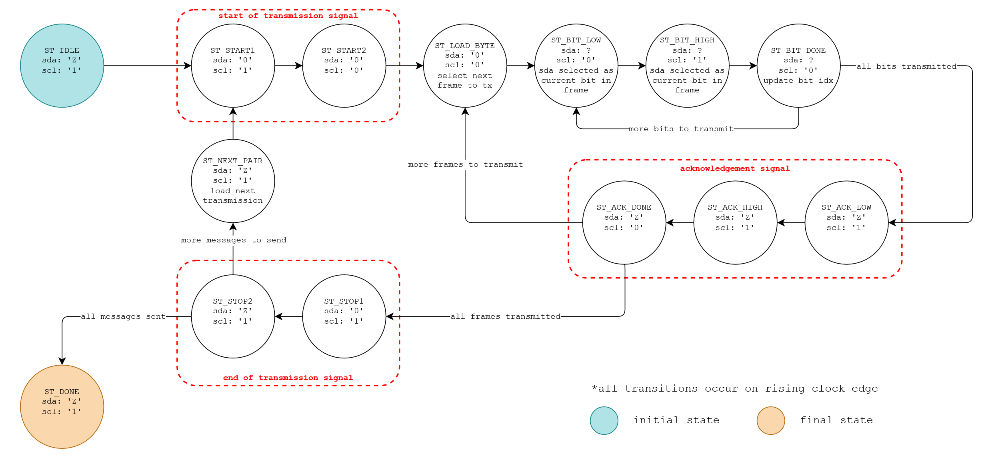 start of transmission signal
ST_IDLE
sda: 'Z'
scl: '1'
ST_START1
sda: '0'
scl: '1'
ST_START2
sda: '0'
scl: '0'
ST_LOAD_BYTE
sda: '0'
scl: '0'
select next
frame to tx
ST_BIT_LOW
sda: ?
scl: '0'
sda selected as
current bit in
frame
ST_BIT_HIGH
sda: ?
scl: '1'
sda selected as
current bit in
frame
ST_BIT_DONE
sda: ?
scl: '0'
update bit idx
all bits transmitted
more bits to transmit
ST_NEXT_PAIR
sda: 'Z'
scl: '1'
load next
transmission
more frames to transmit
acknowledgement signal
ST_ACK_DONE
sda: 'Z'
scl: '0'
ST_ACK_HIGH
sda: 'Z'
scl: '1'
ST_ACK_LOW
sda: 'Z'
scl: '1'
more messages to send
ST_STOP2
sda: 'Z'
scl: '1'
ST_STOP1
sda: '0'
scl: '1'
all messages sent
all frames transmitted
end of transmission signal
ST_DONE
sda: 'Z'
scl: '1'
*all transitions occur on rising clock edge
initial state
final state